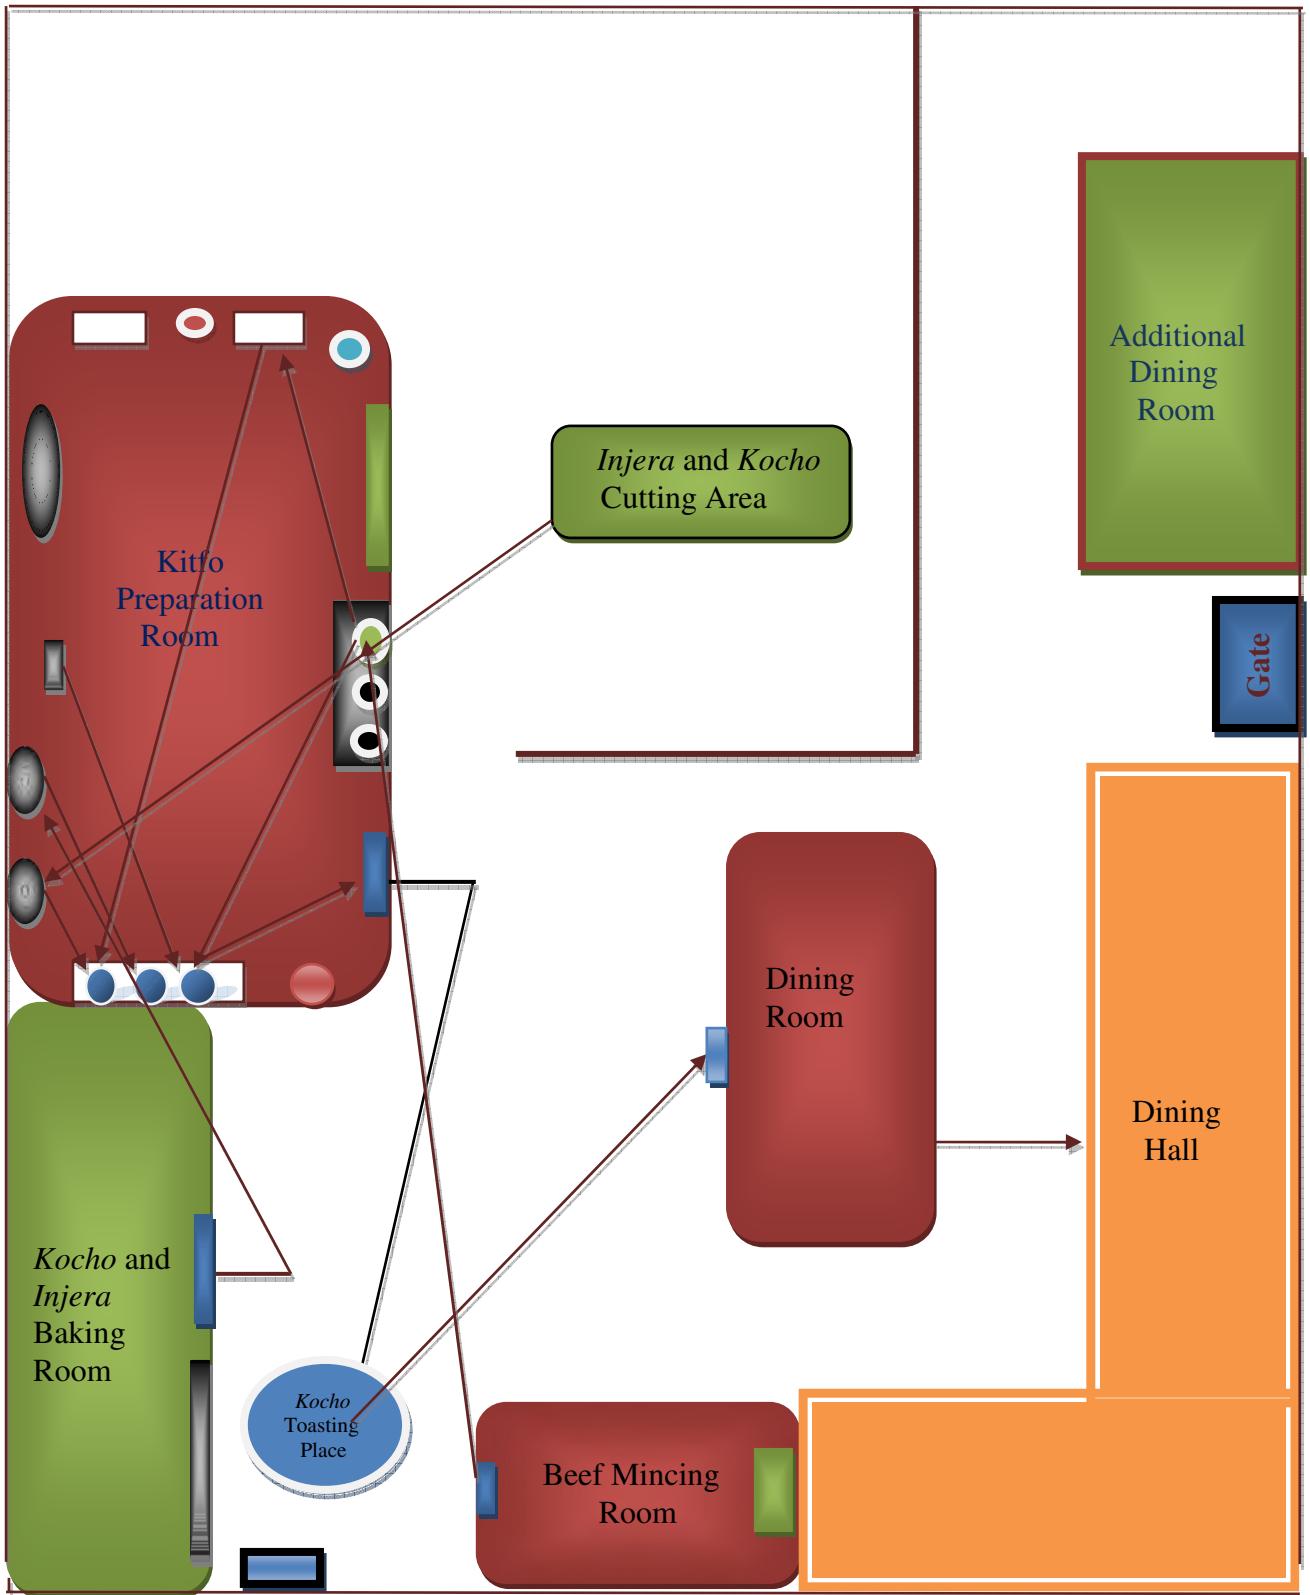 Additional
Dining
Room
Injera and Kocho
Cutting Area
Kitfo
Preparation
Room
Gate
Dining
Room
Dining
Hall
Kocho and
Injera
Baking
Room
Kocho
Toasting
Place
Beef Mincing
Room